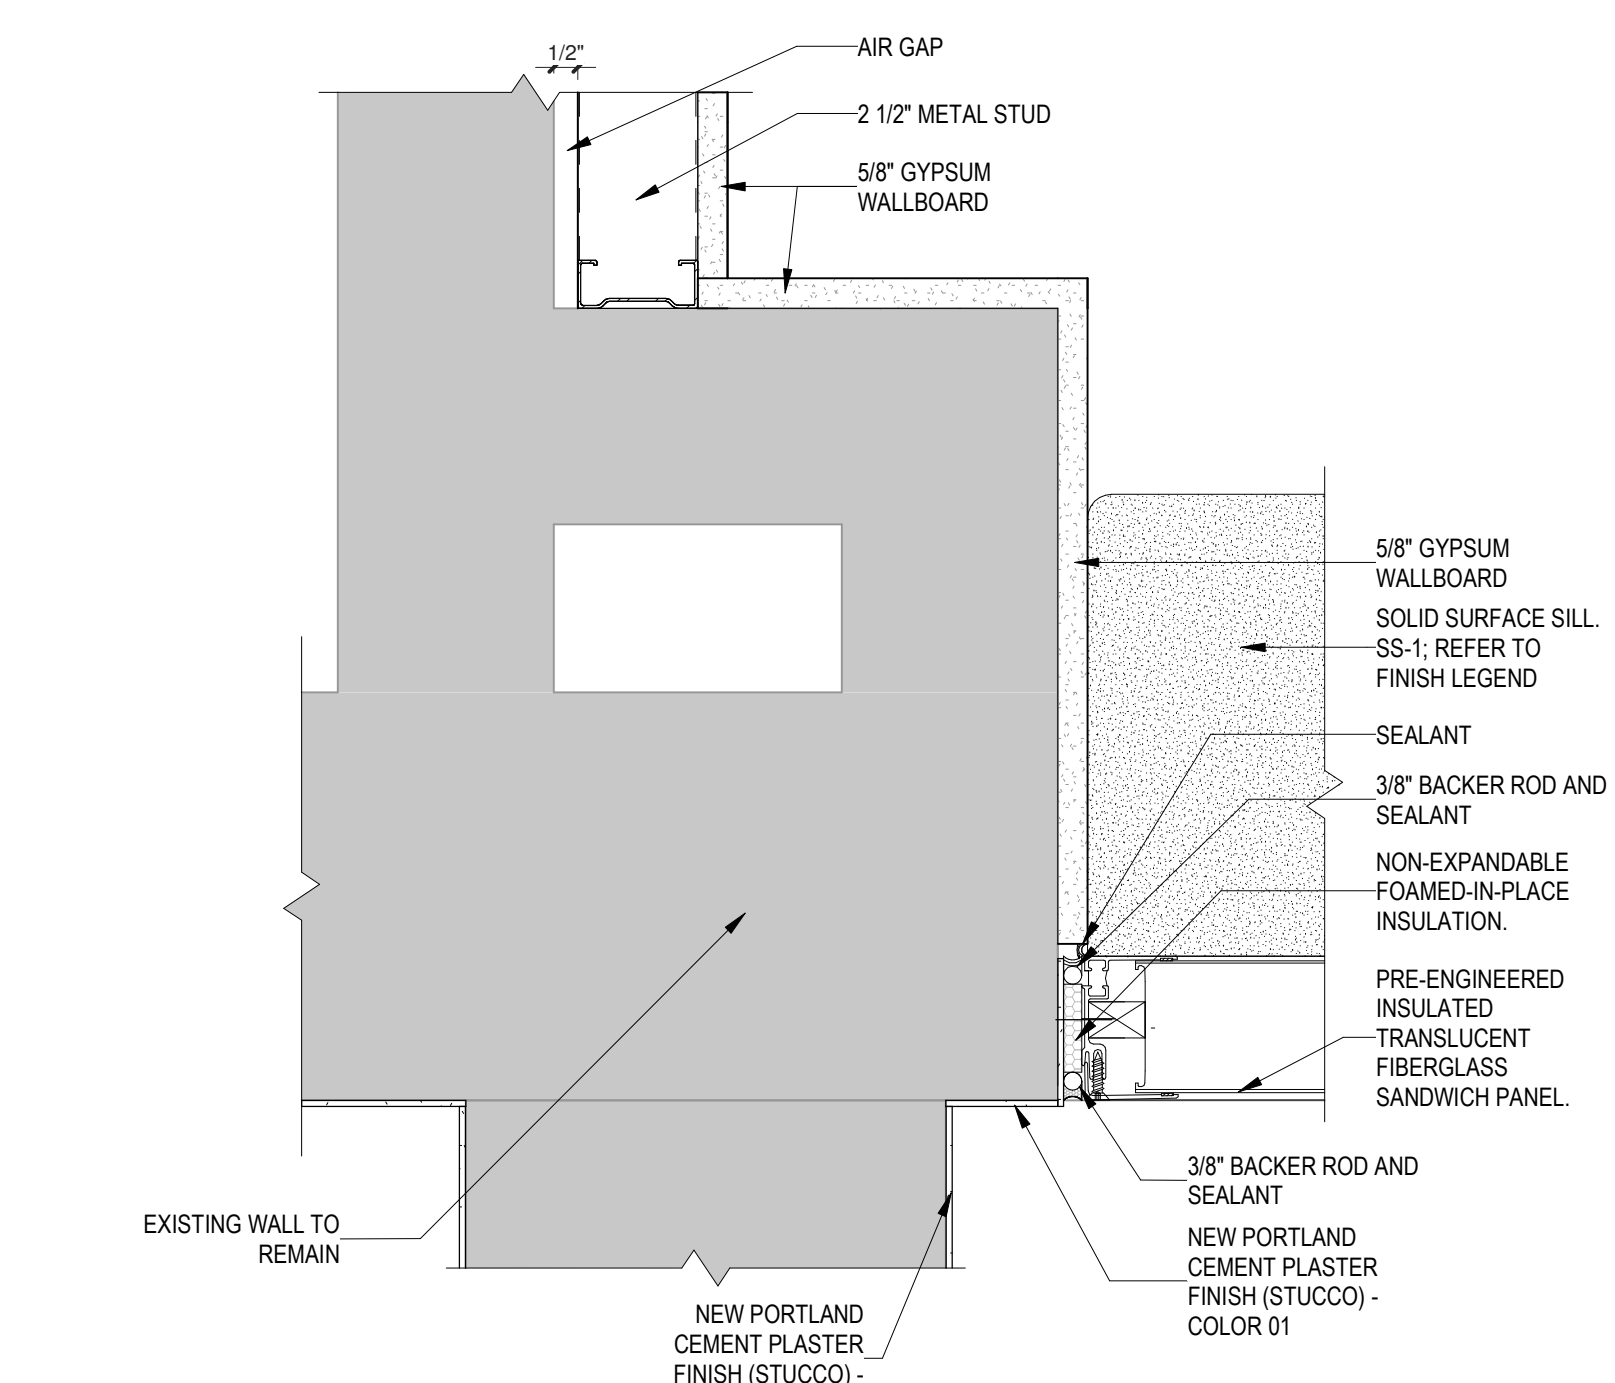 1/2"
AIR GAP
2 1/2" METAL STUD
5/8" GYPSUM
WALLBOARD
5/8" GYPSUM
WALLBOARD
SOLID SURFACE SILL.
SS-1; REFER TO
FINISH LEGEND
SEALANT
3/8" BACKER ROD AND
SEALANT
NON-EXPANDABLE
FOAMED-IN-PLACE
INSULATION.
PRE-ENGINEERED
INSULATED
TRANSLUCENT
FIBERGLASS
SANDWICH PANEL.
3/8" BACKER ROD AND
SEALANT
NEW PORTLAND
CEMENT PLASTER
FINISH (STUCCO) -
COLOR 01
EXISTING WALL TO
REMAIN
NEW PORTLAND
CEMENT PLASTER
FINISH (STUCCO) -